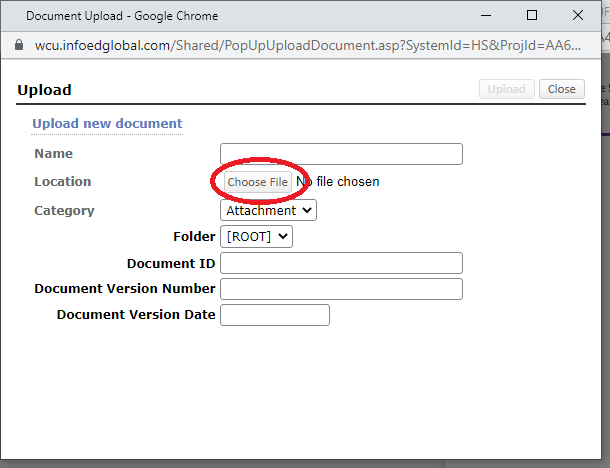 Document Upload - Google Chrome
wcu.infoedglobal.com/Shared/PopUpUploadDocument.asp?SystemId=HS&ProjId=AA6...
Upload Upload Close
Upload new document
Name
Location Choose File No file chosen
Category Attachment
Folder [ROOT]
Document ID
Document Version Number
Document Version Date